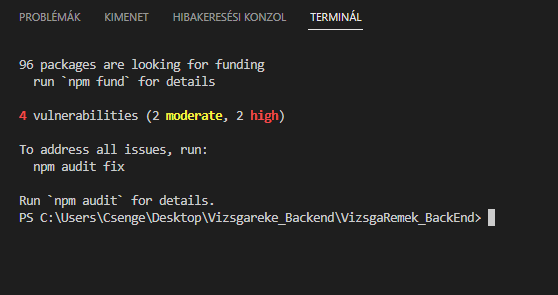 PROBLÉMÁK KIMENET HIBAKERESÉSI KONZOL TERMINÁL
96 packages are looking for funding
run `npm fund` for details
4 vulnerabilities (2 moderate, 2 high)
To address all issues, run:
npm audit fix
Run `npm audit` for details.
PS C:\Users\Csenge\Desktop\Vizsgareke_Backend\VizsgaRemek_BackEnd>